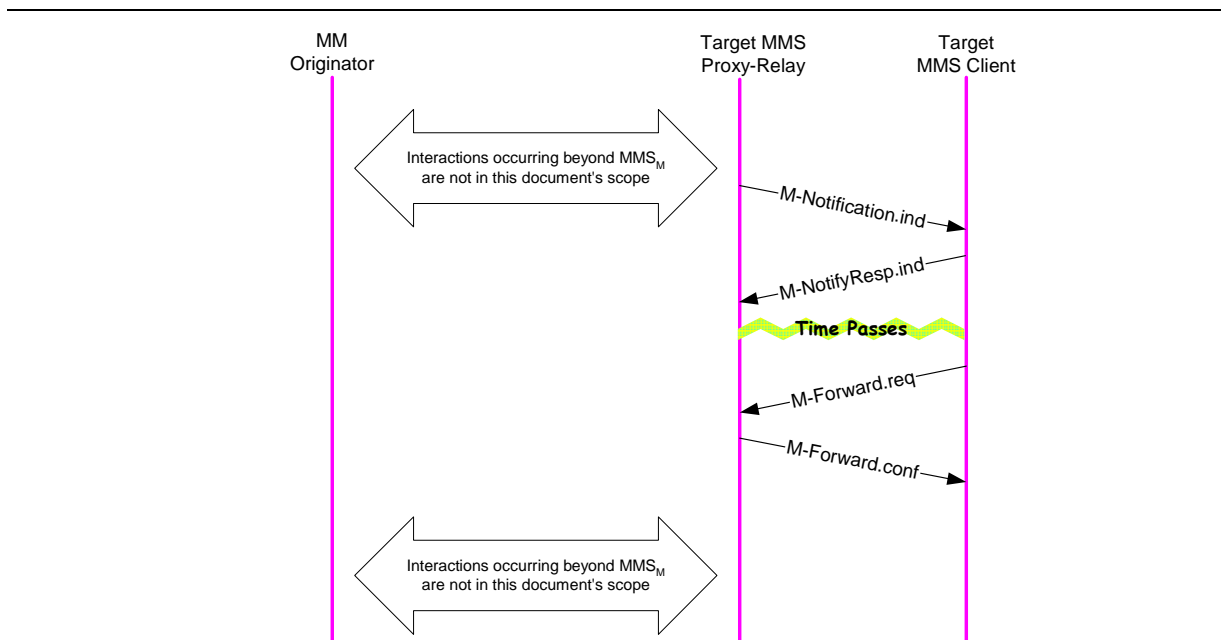 MM
Originator
Target MMS
Proxy-Relay
Target
MMS Client
Interactions occurring beyond MMSM
are not in this document's scope
M-Notification.ind
M-NotifyResp.ind
Time Passes
M-Forward.req
M-Forward.conf
Interactions occurring beyond MMSM
are not in this document's scope